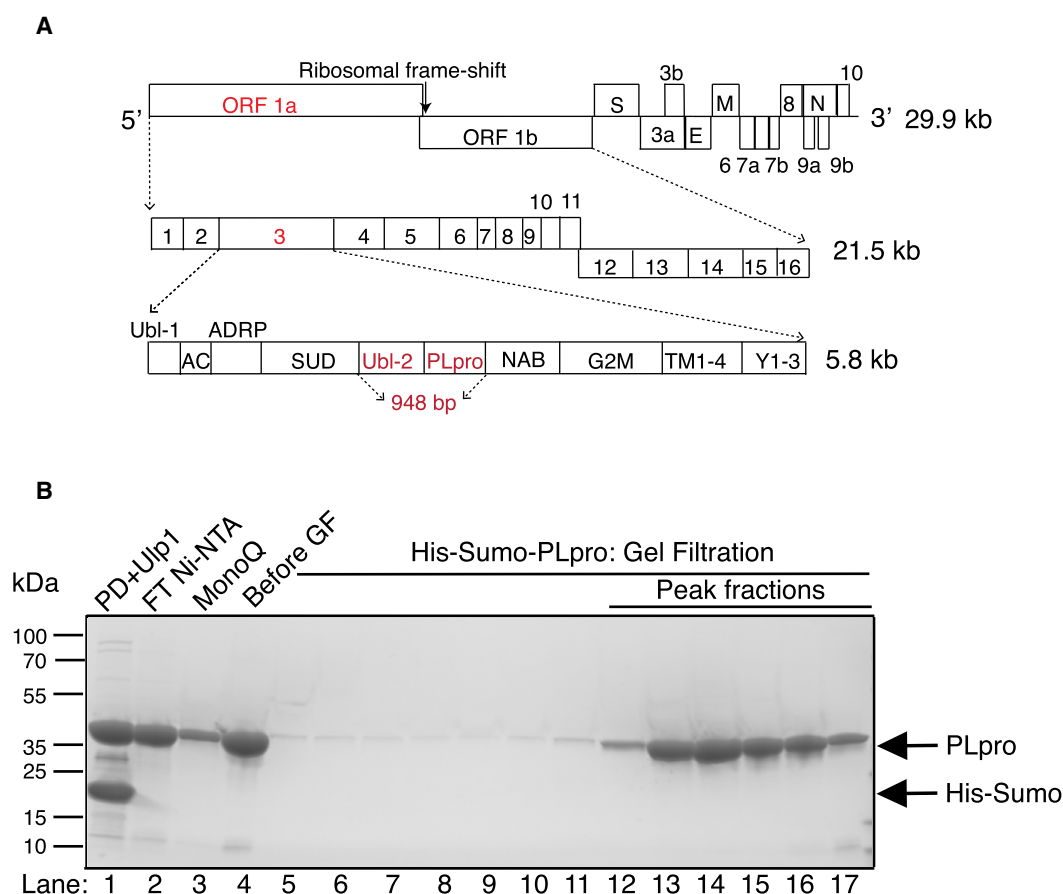 A
Ribosomal frame-shift
3b
10
ORF 1a
S
M
8
N
5’
3’
29.9 kb
ORF 1b
3a
E
6
7a
7b
9a
9b
10
11
1
2
3
4
5
6
7
8
9
21.5 kb
12
13
14
15
16
Ubl-1
ADRP
AC
SUD
Ubl-2
PLpro
NAB
G2M
TM1-4
Y1-3
5.8 kb
948 bp
B
PD+Ulp1
FT Ni-NTA
MonoQ
Before GF
His-Sumo-PLpro: Gel Filtration
kDa
Peak fractions
100
70
55
35
25
15
10
PLpro
His-Sumo
Lane: 1 2 3 4 5 6 7 8 9 10 11 12 13 14 15 16 17